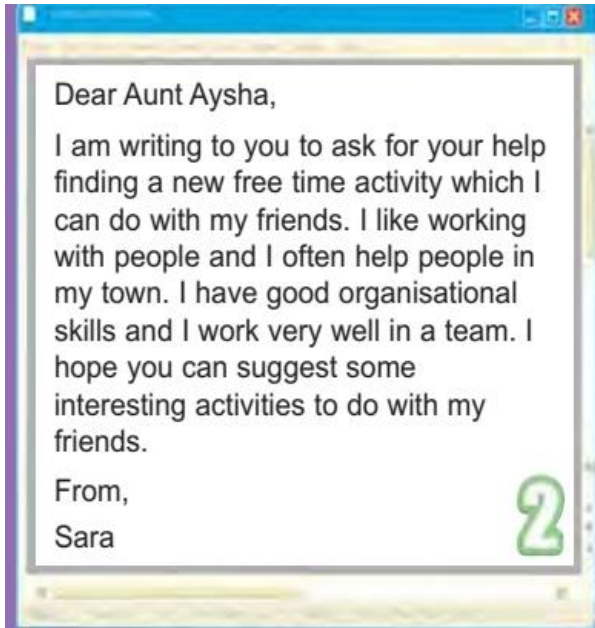 Dear Aunt Aysha,
I am writing to you to ask for your help
finding a new free time activity which I
can do with my friends. I like working
with people and I often help people in
my town. I have good organisational
skills and I work very well in a team. I
hope you can suggest some
interesting activities to do with my
friends.
From,
Sara
2